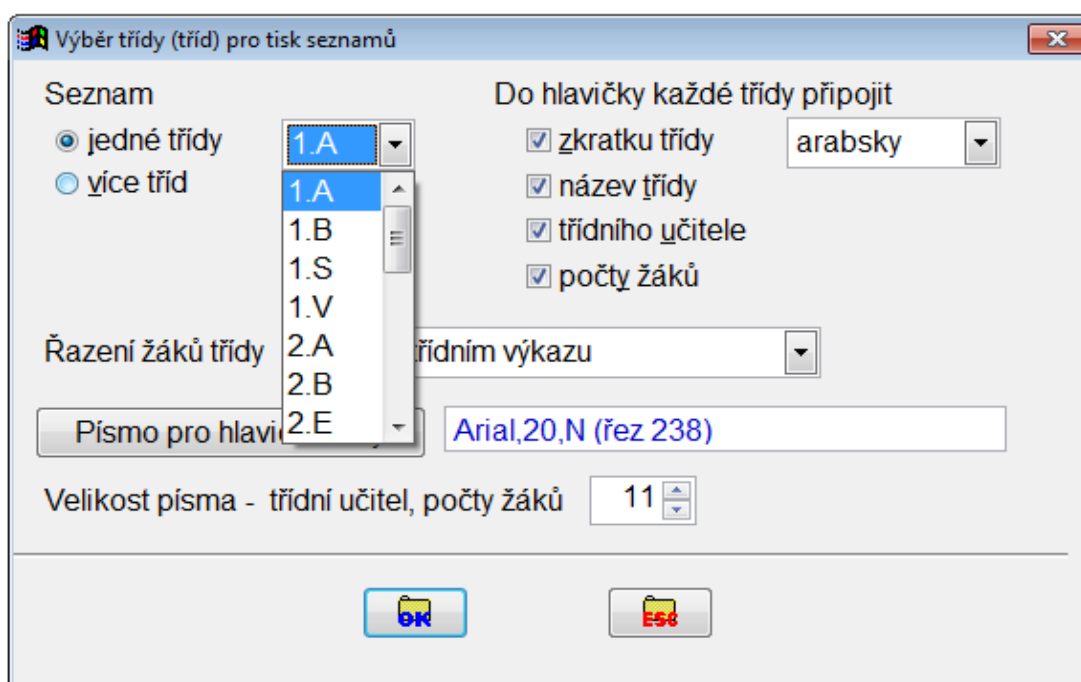 Výběr třídy (tříd) pro tisk seznamů
Seznam
Do hlavičky každé třídy připojit
jedné třídy
1.A
zkratku třídy
arabsky
více tříd
1.A
název třídy
1.B
třídního učitele
1.S
počty žáků
1.V
Řazení žáků třídy
2.A
třídním výkazu
2.B
Písmo pro
2.E
Arial,20,N (řez 238)
Velikost písma - třídní učitel, počty žáků
11
OK
ESC